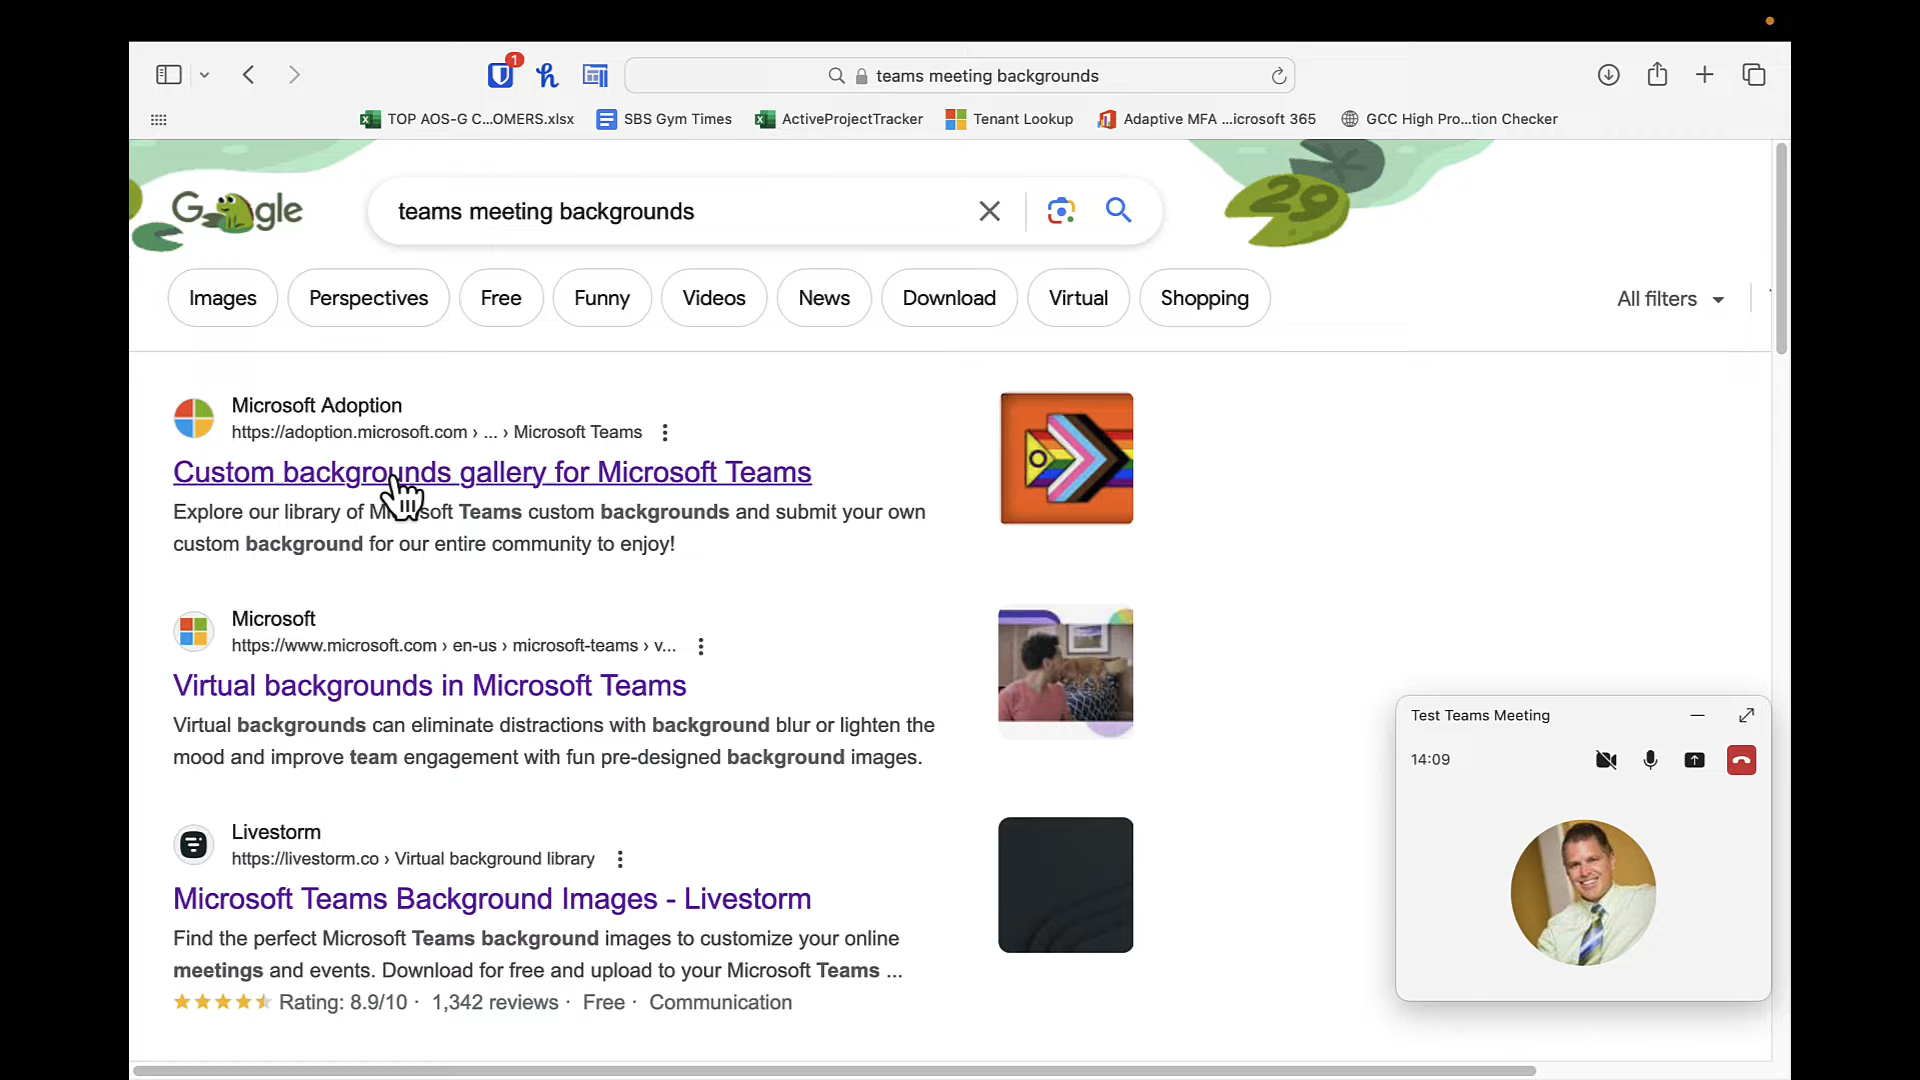 1
teams meeting backgrounds
TOP AOS-G C...OMERS.xlsx
SBS Gym Times
ActiveProjectTracker
Tenant Lookup
Adaptive MFA ...icrosoft 365
GCC High Pro...tion Checker
Google
teams meeting backgrounds
29
Images
Perspectives
Free
Funny
Videos
News
Download
Virtual
Shopping
All filters
Microsoft Adoption
https://adoption.microsoft.com › ... › Microsoft Teams
Custom backgrounds gallery for Microsoft Teams
Explore our library of Microsoft Teams custom backgrounds and submit your own
custom background for our entire community to enjoy!
Microsoft
https://www.microsoft.com › en-us › microsoft-teams › v...
Virtual backgrounds in Microsoft Teams
Virtual backgrounds can eliminate distractions with background blur or lighten the
mood and improve team engagement with fun pre-designed background images.
Livestorm
https://livestorm.co › Virtual background library
Microsoft Teams Background Images - Livestorm
Find the perfect Microsoft Teams background images to customize your online
meetings and events. Download for free and upload to your Microsoft Teams ...
Rating: 8.9/10 · 1,342 reviews · Free · Communication
Test Teams Meeting
14:09